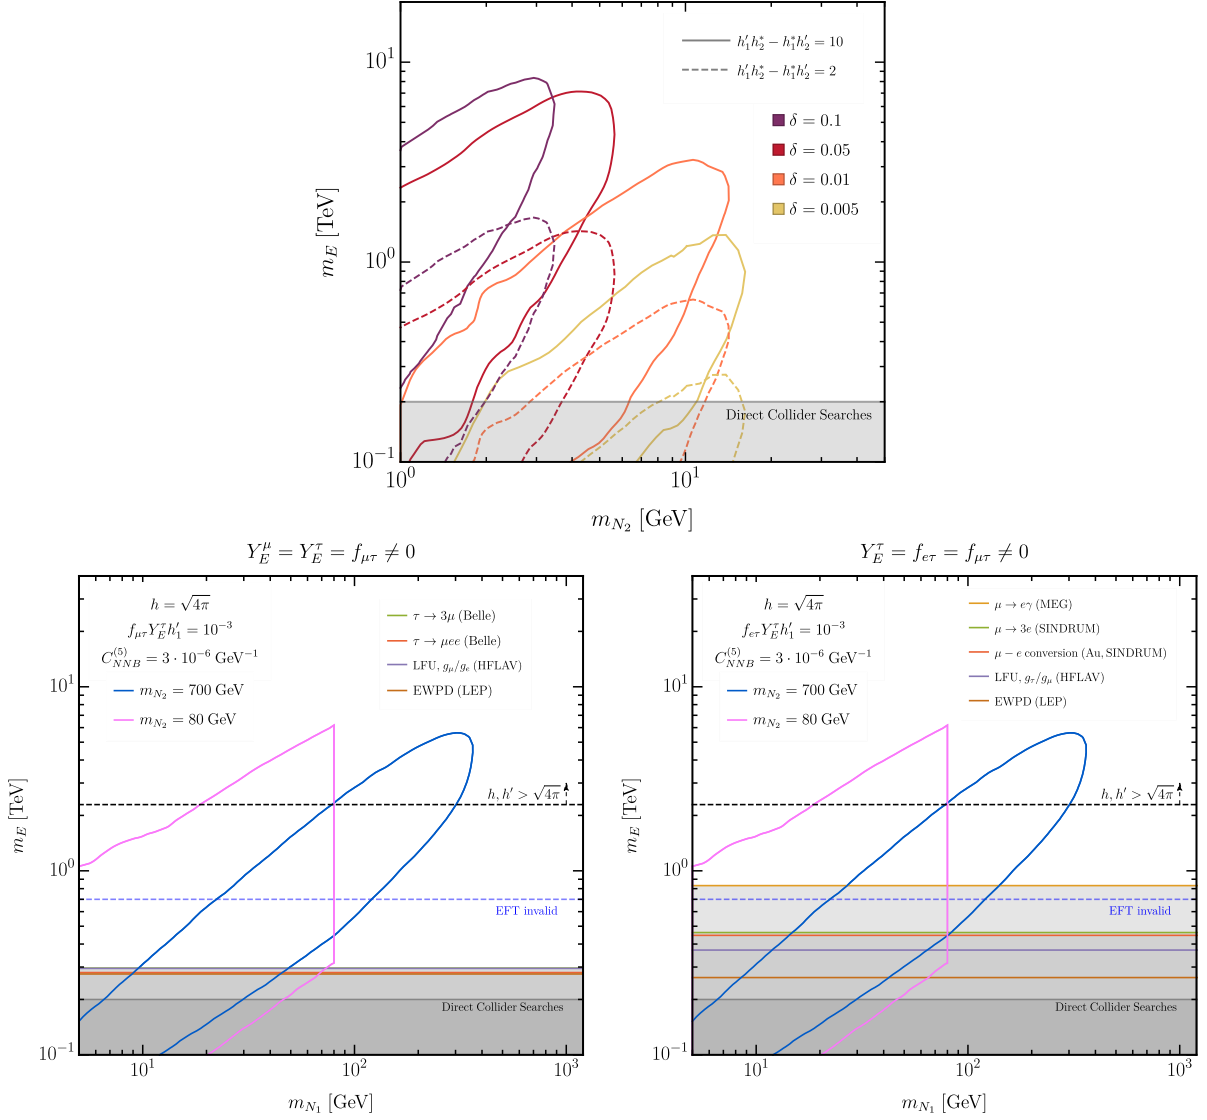 h′₁h*₂ − h*₁h′₂ = 10
h′₁h*₂ − h*₁h′₂ = 2
δ = 0.1
δ = 0.05
δ = 0.01
δ = 0.005
Direct Collider Searches
10¹
10⁰
10⁻¹
m_E [TeV]
10⁰ 10¹
m_{N₂} [GeV]
Y_E^μ = Y_E^τ = f_{μτ} ≠ 0
h = √4π
f_{μτ}Y_E^τ h′₁ = 10⁻³
C_{NNB}^{(5)} = 3 · 10⁻⁶ GeV⁻¹
m_{N₂} = 700 GeV
m_{N₂} = 80 GeV
τ → 3μ (Belle)
τ → μee (Belle)
LFU, g_μ/g_e (HFLAV)
EWPD (LEP)
h, h′ > √4π
EFT invalid
Direct Collider Searches
10¹
10⁰
10⁻¹
m_E [TeV]
10¹ 10² 10³
m_{N₁} [GeV]
Y_E^τ = f_{eτ} = f_{μτ} ≠ 0
h = √4π
f_{eτ}Y_E^τ h′₁ = 10⁻³
C_{NNB}^{(5)} = 3 · 10⁻⁶ GeV⁻¹
m_{N₂} = 700 GeV
m_{N₂} = 80 GeV
μ → eγ (MEG)
μ → 3e (SINDRUM)
μ − e conversion (Au, SINDRUM)
LFU, g_τ/g_μ (HFLAV)
EWPD (LEP)
h, h′ > √4π
EFT invalid
Direct Collider Searches
10¹
10⁰
10⁻¹
m_E [TeV]
10¹ 10² 10³
m_{N₁} [GeV]